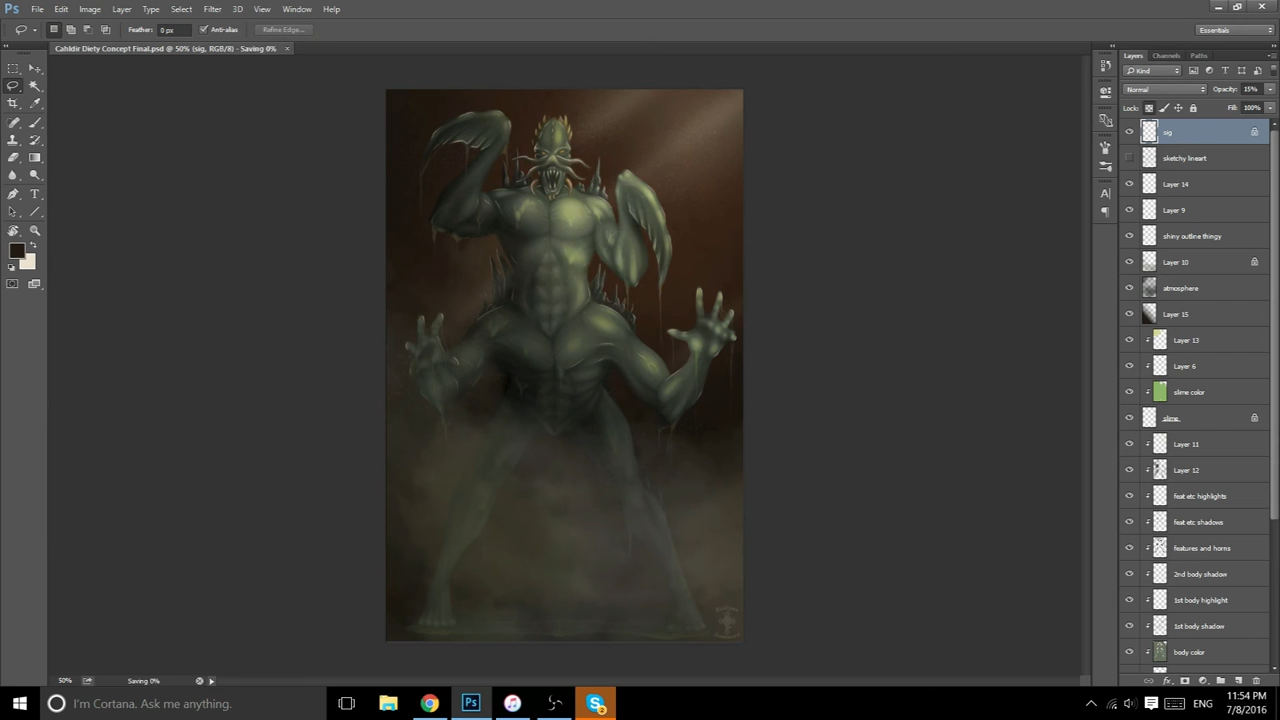 Ps File Edit Image Layer Type Select Filter 3D View Window Help
Feather: 0 px Anti-alias Refine Edge... Essentials
Cahldir Diety Concept Final.psd @ 50% (sig, RGB/8) - Saving 0% ×
Layers Channels Paths
Kind
Normal Opacity: 15%
Lock: Fill: 100%
sig
sketchy lineart
Layer 14
Layer 9
shiny outline thingy
Layer 10
atmosphere
Layer 15
Layer 13
Layer 6
slime color
slime
Layer 11
Layer 12
feat etc highlights
feat etc shadows
features and horns
2nd body shadow
1st body highlight
1st body shadow
body color
50% Saving 0%
I'm Cortana. Ask me anything.
Ps
2
ENG
11:54 PM
7/8/2016